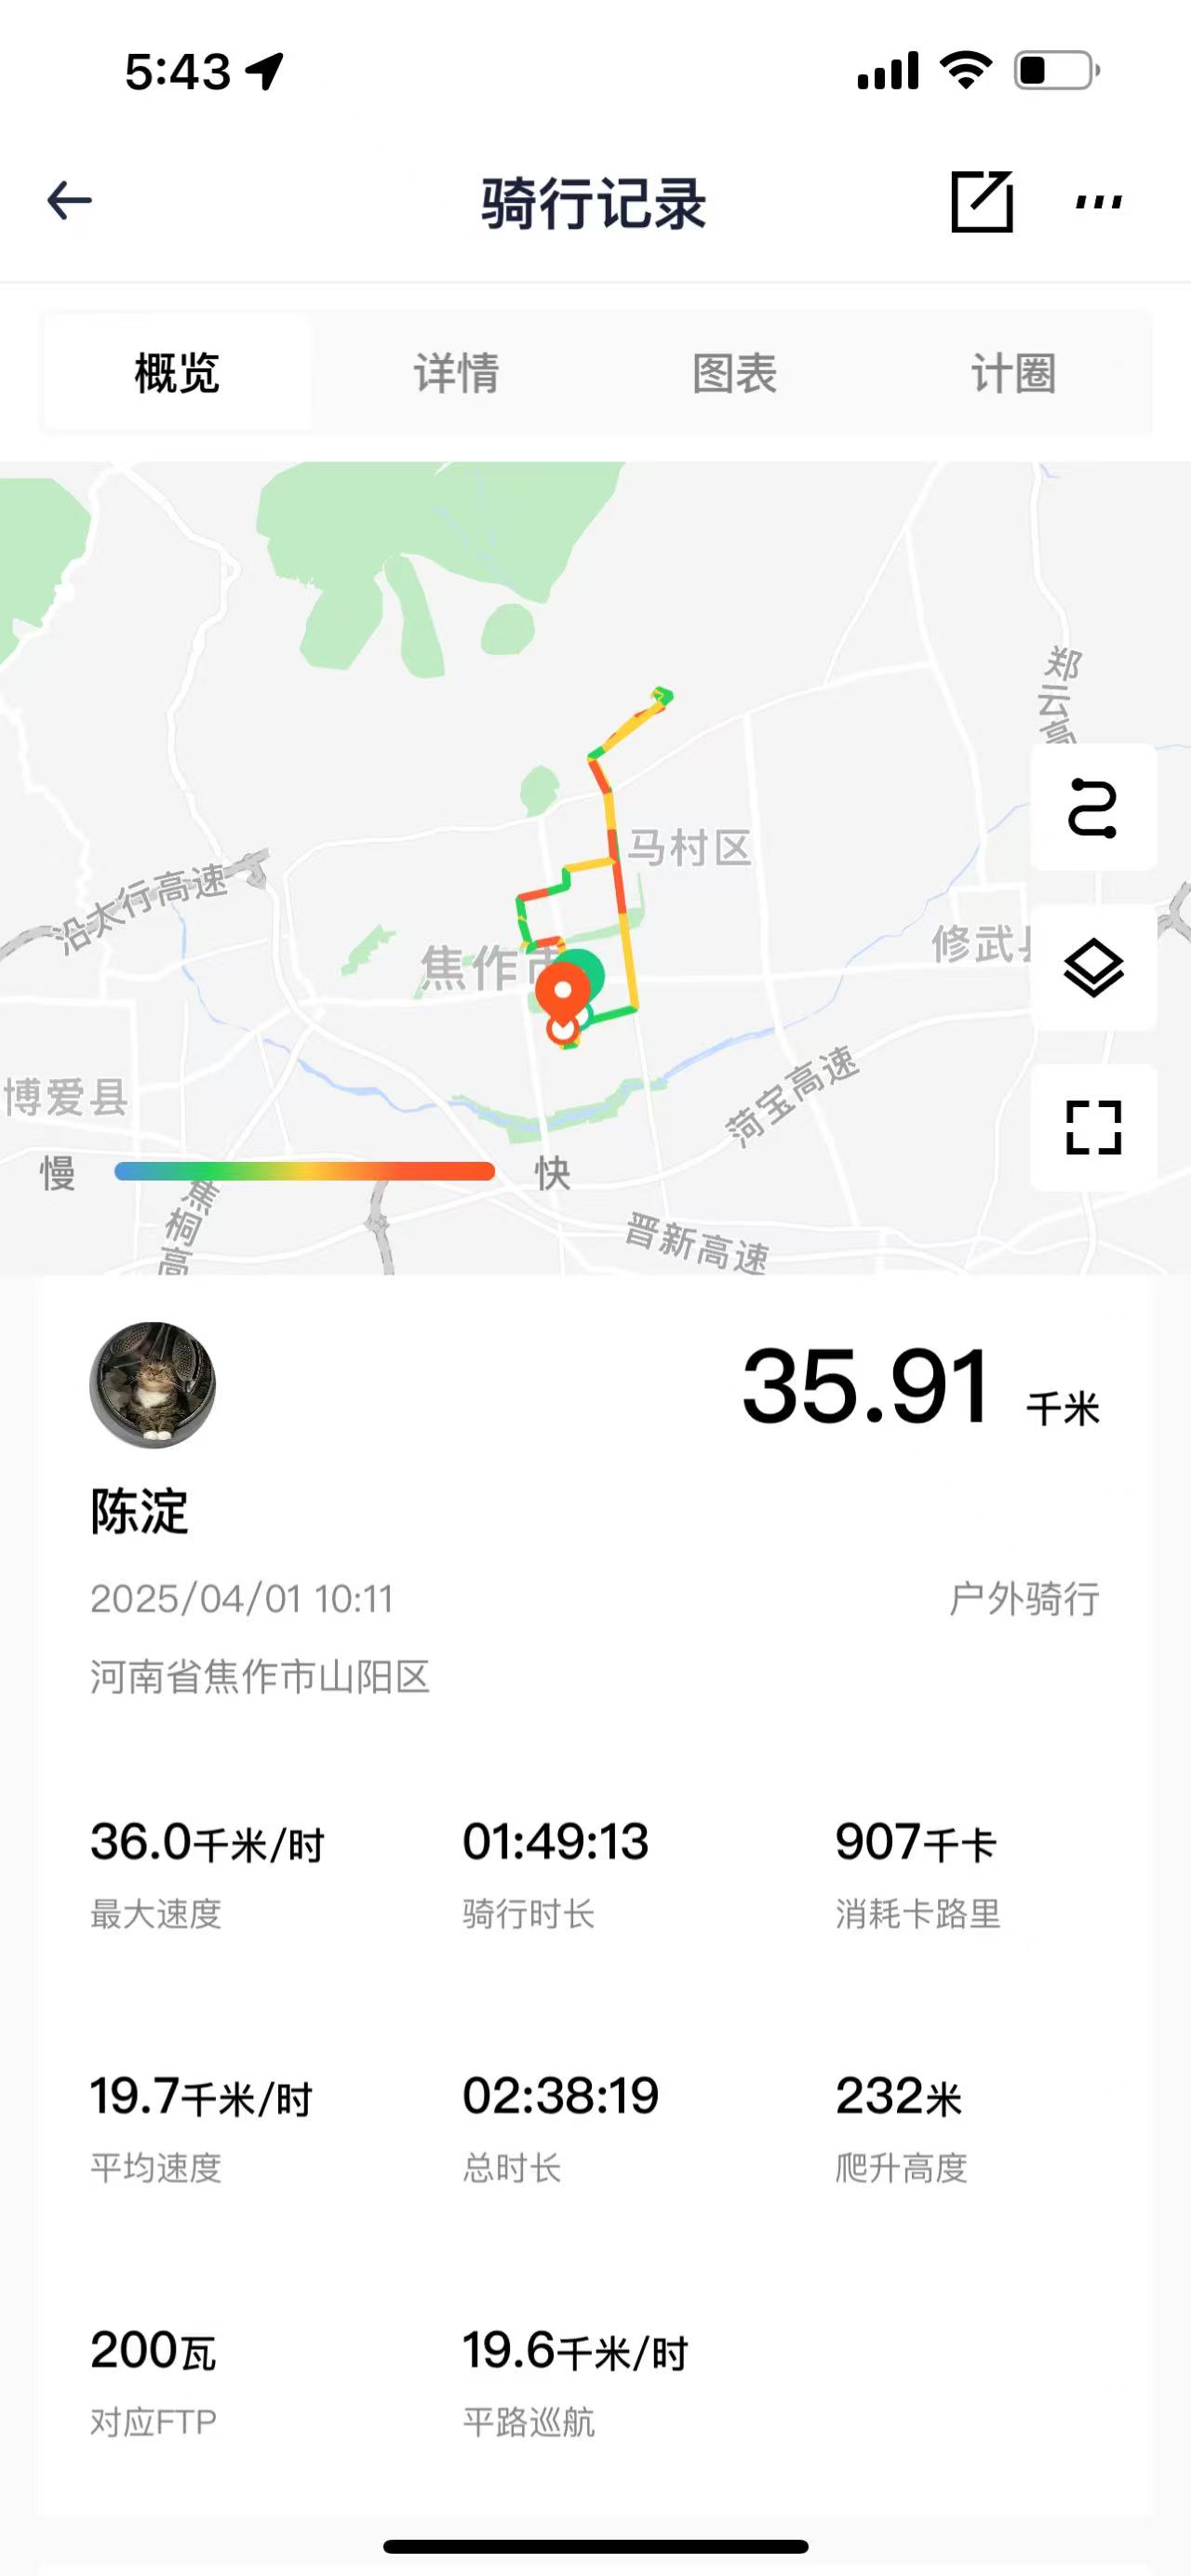 5:43
骑行记录
概览 详情 图表 计圈
郑云高
马村区
沿太行高速
焦作市
修武县
博爱县
菏宝高速
慢 快
焦桐高
晋新高速
35.91 千米
陈淀
2025/04/01 10:11 户外骑行
河南省焦作市山阳区
36.0千米/时 01:49:13 907千卡
最大速度 骑行时长 消耗卡路里
19.7千米/时 02:38:19 232米
平均速度 总时长 爬升高度
200瓦 19.6千米/时
对应FTP 平路巡航